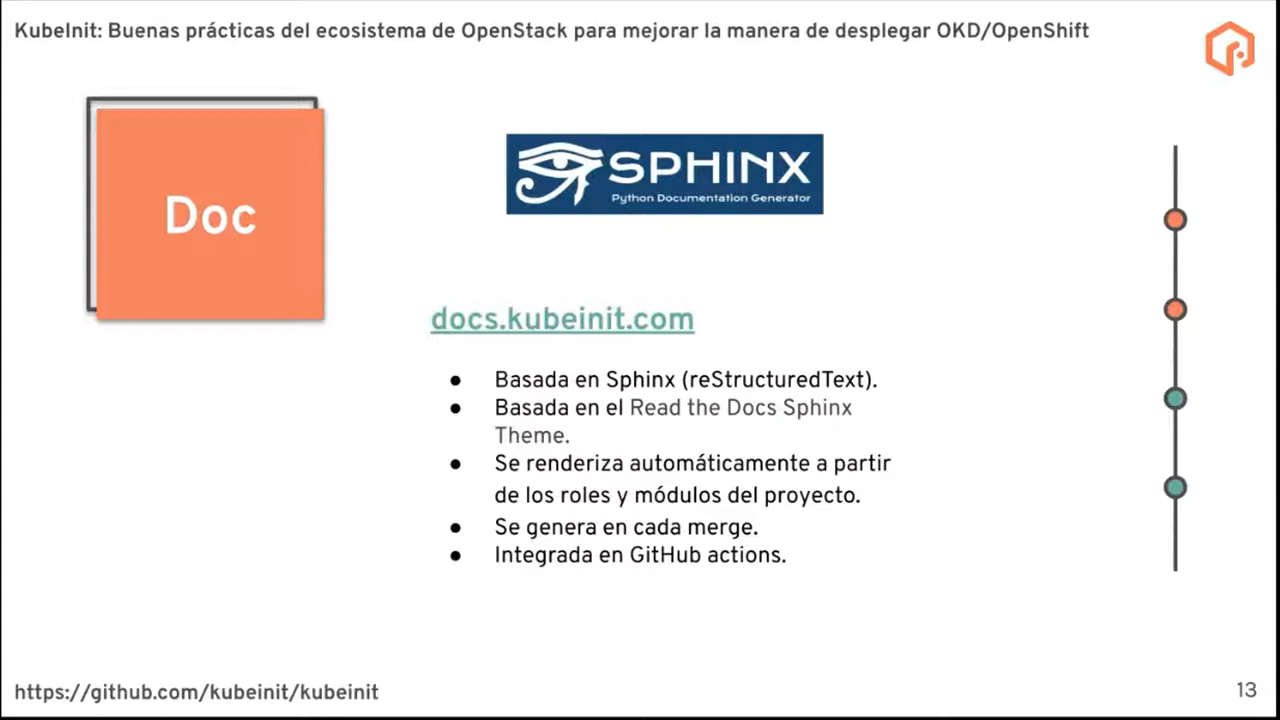 KubeInit: Buenas prácticas del ecosistema de OpenStack para mejorar la manera de desplegar OKD/OpenShift
Doc
SPHINX
Python Documentation Generator
docs.kubeinit.com
● Basada en Sphinx (reStructuredText).
● Basada en el Read the Docs Sphinx
Theme.
● Se renderiza automáticamente a partir
de los roles y módulos del proyecto.
● Se genera en cada merge.
● Integrada en GitHub actions.
https://github.com/kubeinit/kubeinit
13